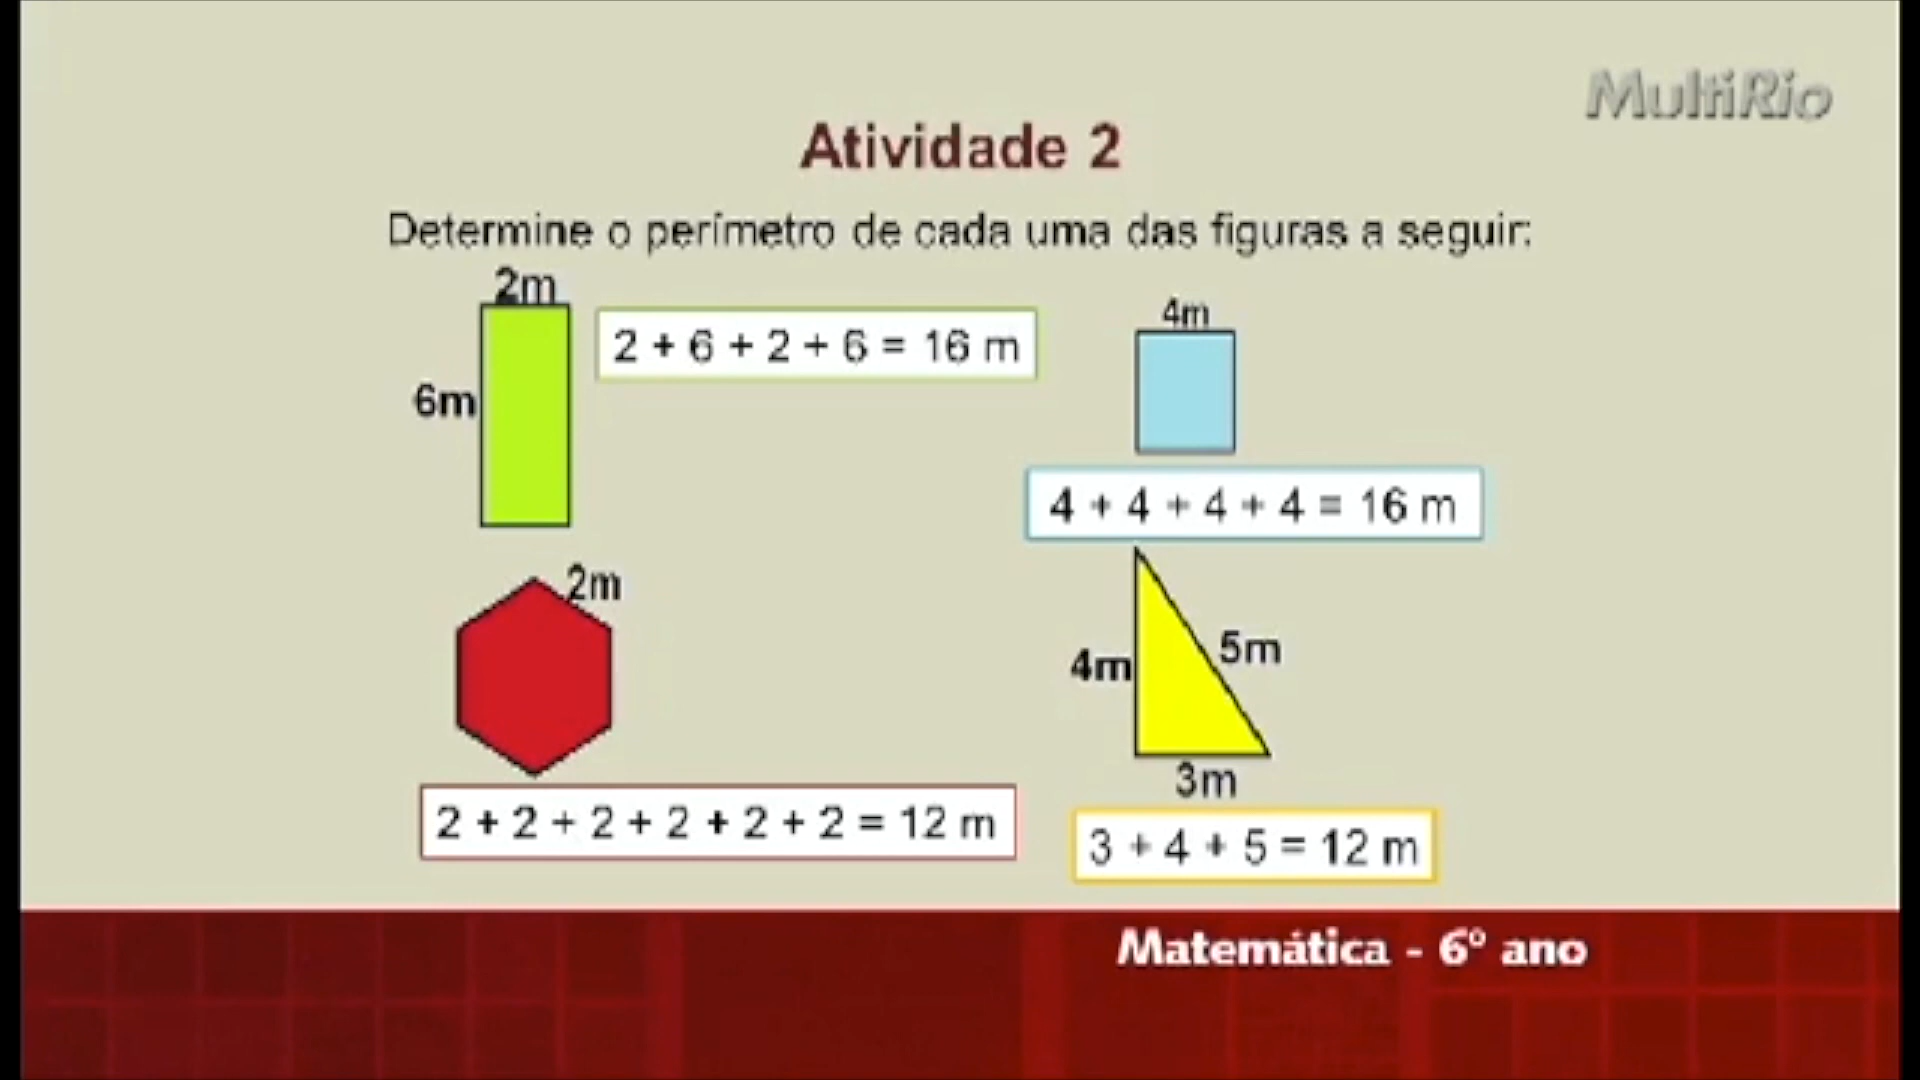 MultiRio
Atividade 2
Determine o perímetro de cada uma das figuras a seguir:
2m
6m
2 + 6 + 2 + 6 = 16 m
4m
4 + 4 + 4 + 4 = 16 m
2m
2 + 2 + 2 + 2 + 2 + 2 = 12 m
4m
5m
3m
3 + 4 + 5 = 12 m
Matemática - 6º ano